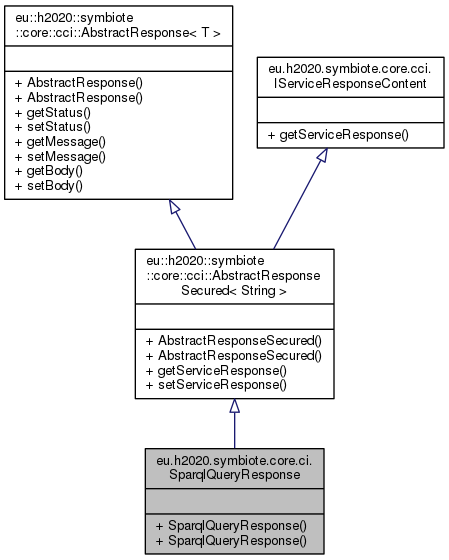 eu::h2020::symbiote
::core::cci::AbstractResponse< T >
+ AbstractResponse()
+ AbstractResponse()
+ getStatus()
+ setStatus()
+ getMessage()
+ setMessage()
+ getBody()
+ setBody()
eu.h2020.symbiote.core.cci.
IServiceResponseContent
+ getServiceResponse()
eu::h2020::symbiote
::core::cci::AbstractResponse
Secured< String >
+ AbstractResponseSecured()
+ AbstractResponseSecured()
+ getServiceResponse()
+ setServiceResponse()
eu.h2020.symbiote.core.ci.
SparqlQueryResponse
+ SparqlQueryResponse()
+ SparqlQueryResponse()